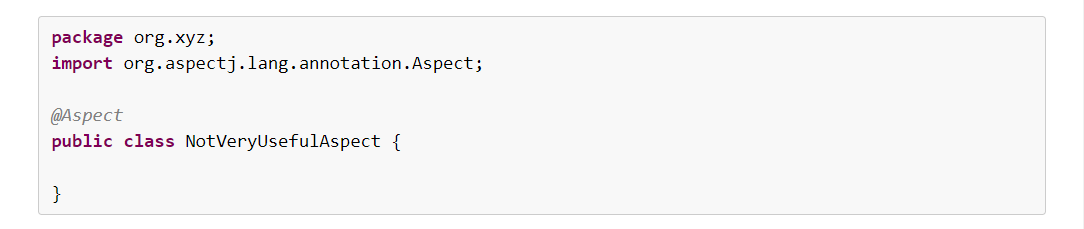 package org.xyz;
import org.aspectj.lang.annotation.Aspect;
@Aspect
public class NotVeryUsefulAspect {
}